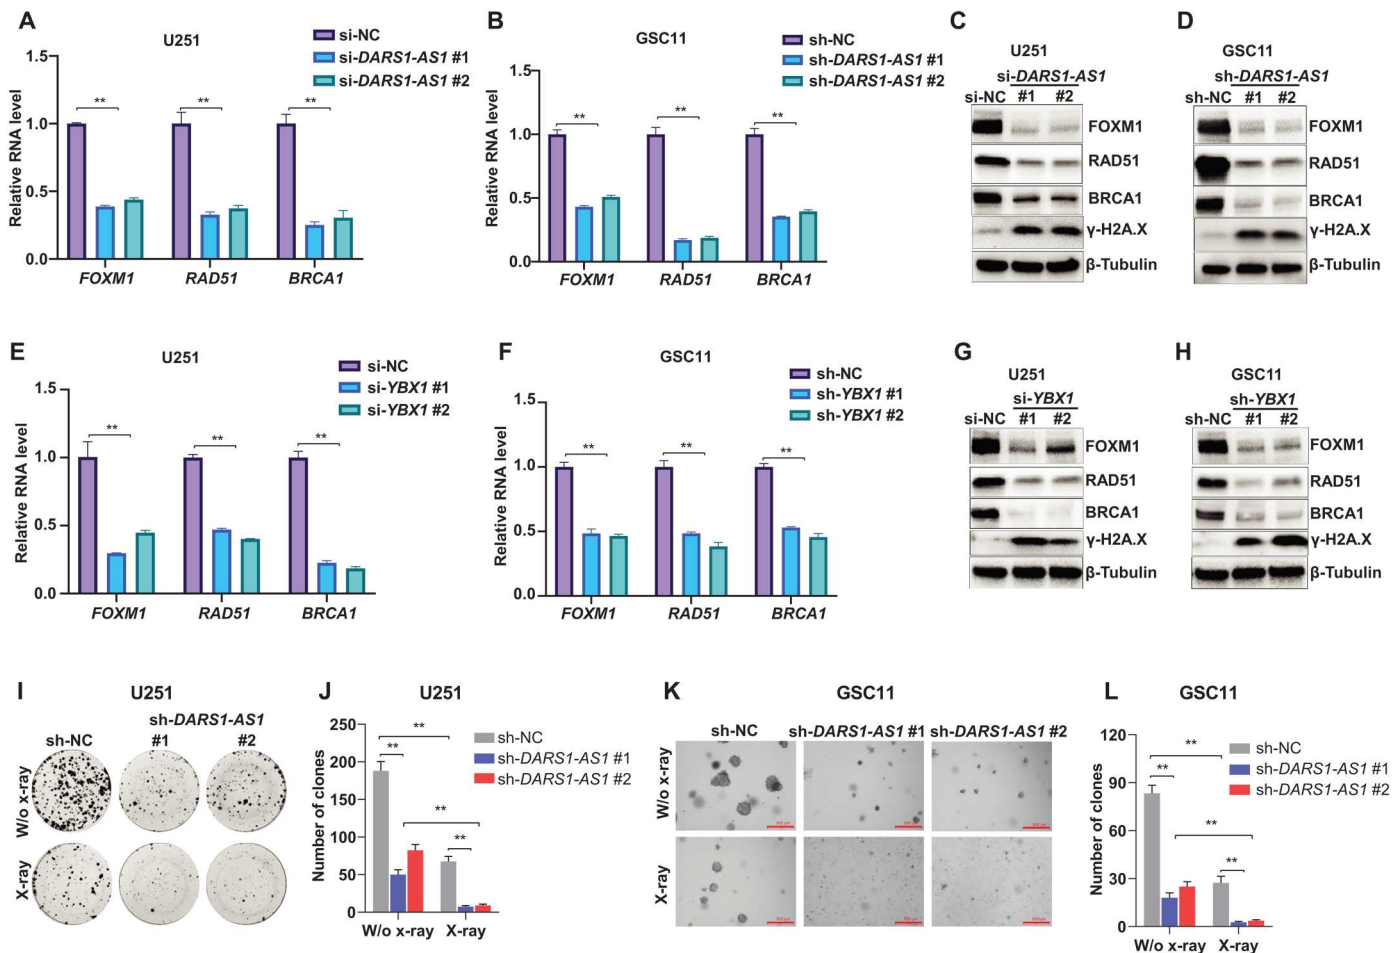 A
U251
si-NC
si-DARS1-AS1 #1
si-DARS1-AS1 #2
Relative RNA level
1.5
1.0
0.5
0.0
**
**
**
FOXM1 RAD51 BRCA1
B
GSC11
sh-NC
sh-DARS1-AS1 #1
sh-DARS1-AS1 #2
Relative RNA level
1.5
1.0
0.5
0.0
**
**
**
FOXM1 RAD51 BRCA1
C
U251
si-DARS1-AS1
si-NC #1 #2
FOXM1
RAD51
BRCA1
γ-H2A.X
β-Tubulin
D
GSC11
sh-DARS1-AS1
sh-NC #1 #2
FOXM1
RAD51
BRCA1
γ-H2A.X
β-Tubulin
E
U251
si-NC
si-YBX1 #1
si-YBX1 #2
Relative RNA level
1.5
1.0
0.5
0.0
**
**
**
FOXM1 RAD51 BRCA1
F
GSC11
sh-NC
sh-YBX1 #1
sh-YBX1 #2
Relative RNA level
1.5
1.0
0.5
0.0
**
**
**
FOXM1 RAD51 BRCA1
G
U251
si-YBX1
si-NC #1 #2
FOXM1
RAD51
BRCA1
γ-H2A.X
β-Tubulin
H
GSC11
sh-YBX1
sh-NC #1 #2
FOXM1
RAD51
BRCA1
γ-H2A.X
β-Tubulin
I
U251
sh-DARS1-AS1
sh-NC #1 #2
W/o x-ray
X-ray
J
U251
sh-NC
sh-DARS1-AS1 #1
sh-DARS1-AS1 #2
Number of clones
250
200
150
100
50
0
**
**
**
**
W/o x-ray X-ray
K
GSC11
sh-NC sh-DARS1-AS1 #1 sh-DARS1-AS1 #2
W/o x-ray
X-ray
L
GSC11
sh-NC
sh-DARS1-AS1 #1
sh-DARS1-AS1 #2
Number of clones
120
90
60
30
0
**
**
**
**
W/o x-ray X-ray